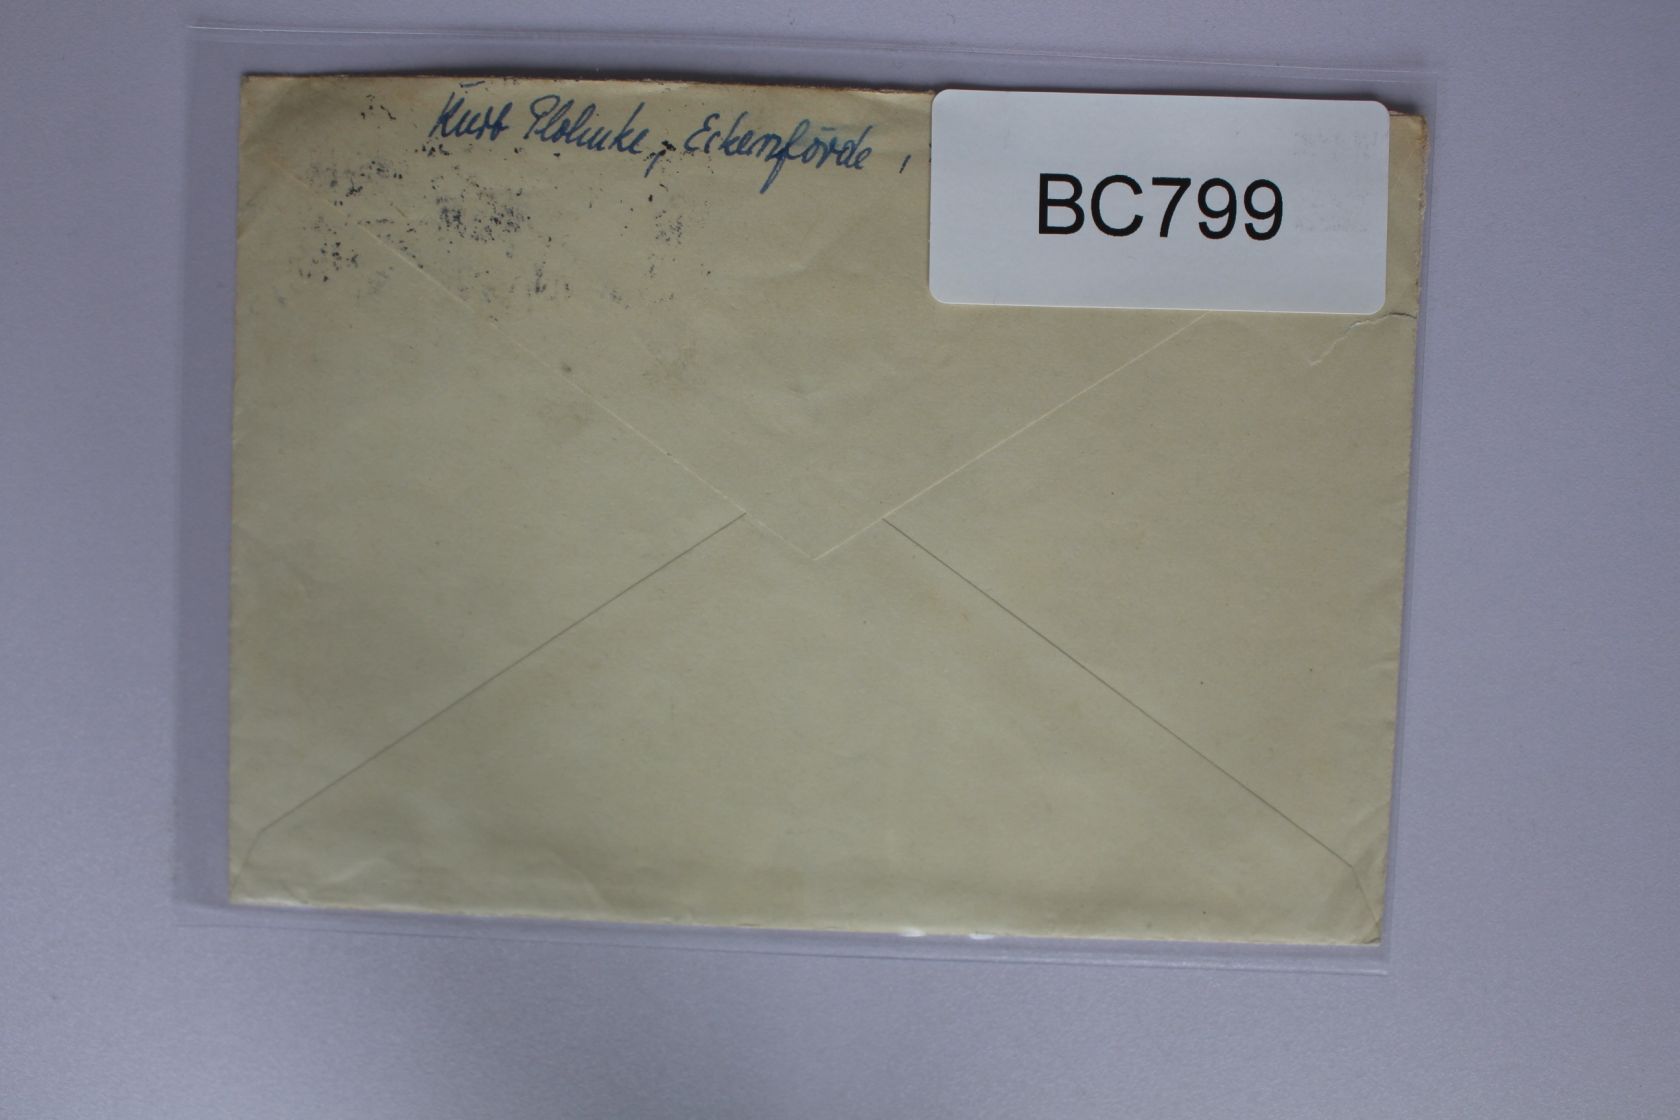 Kurt Plohnke, Eckernförde,
BC799